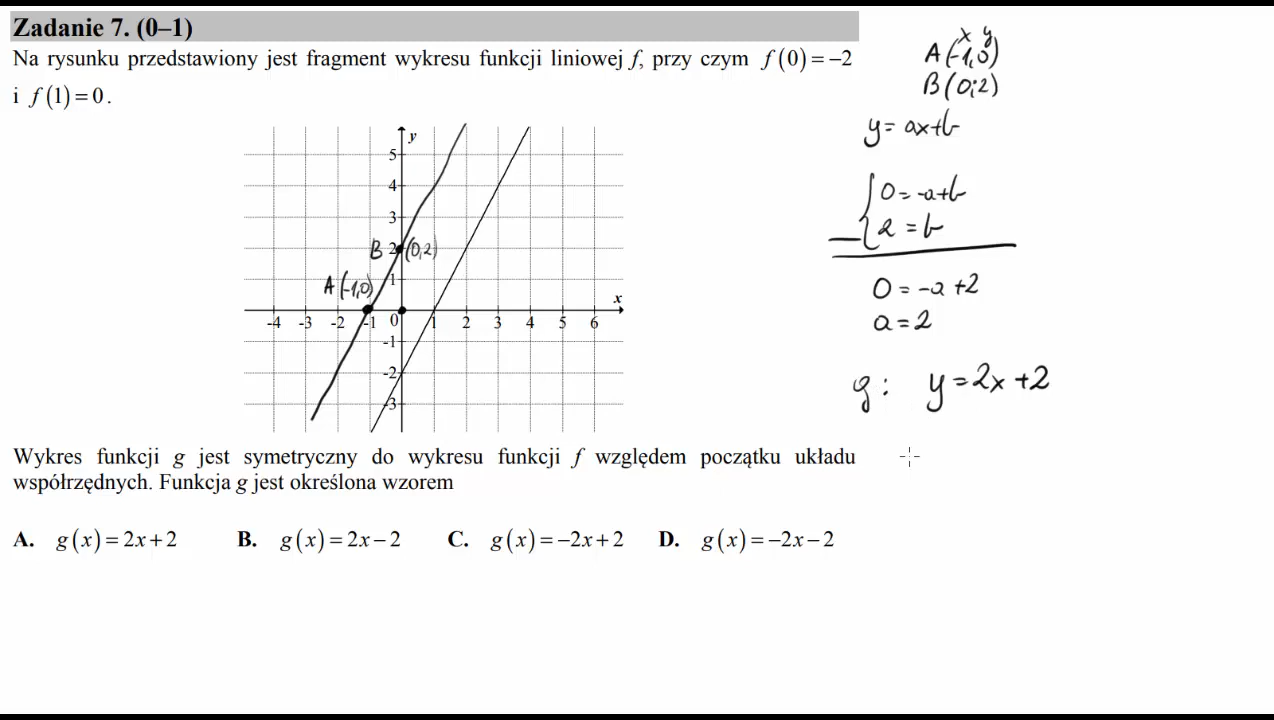 Zadanie 7. (0–1)
Na rysunku przedstawiony jest fragment wykresu funkcji liniowej f, przy czym f(0)=−2
i f(1)=0.
y
5
4
3
B 2 (0,2)
A (-1,0) 1
x
-4 -3 -2 -1 0 1 2 3 4 5 6
-1
-2
-3
Wykres funkcji g jest symetryczny do wykresu funkcji f względem początku układu
współrzędnych. Funkcja g jest określona wzorem
A. g(x)=2x+2 B. g(x)=2x−2 C. g(x)=−2x+2 D. g(x)=−2x−2
x y
A(-1,0)
B(0;2)
y=ax+b
0=-a+b
2=b
0=-a+2
a=2
g: y=2x+2